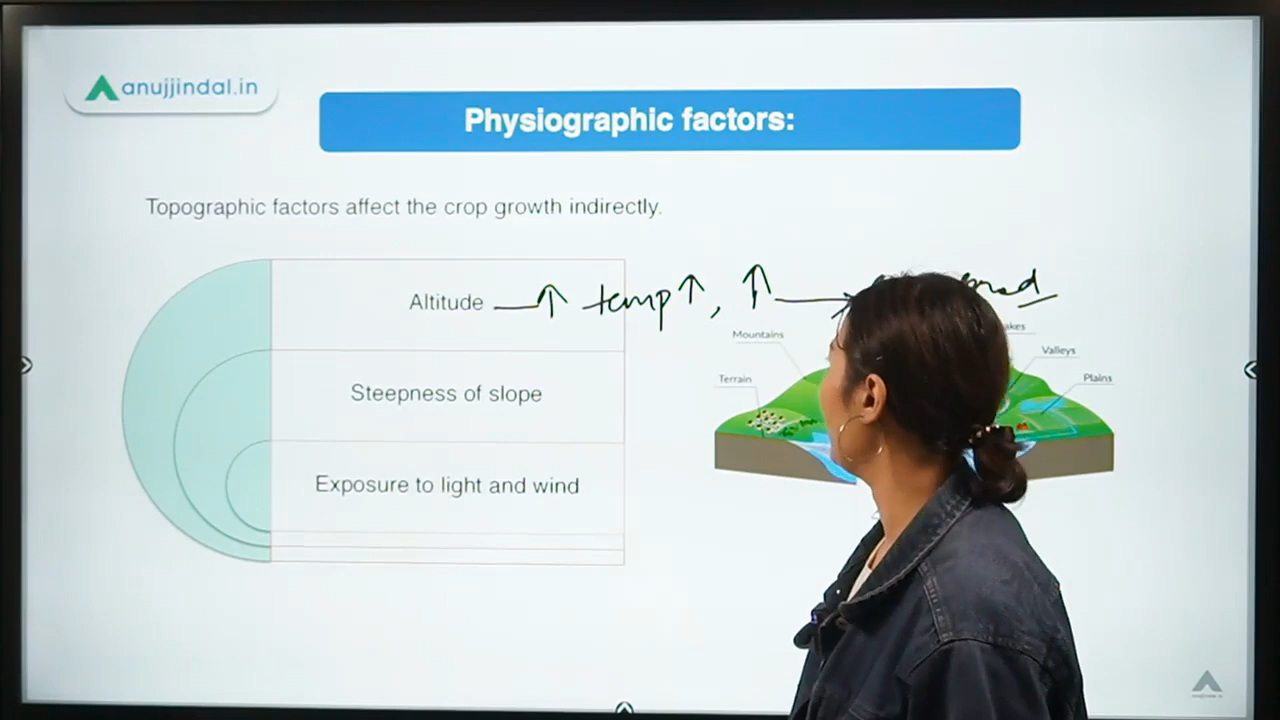 anujjindal.in
Physiographic factors:
Topographic factors affect the crop growth indirectly.
Altitude → ↑ temp ↑, ↑ →
Mountains
Valleys
Terrain
Plains
Steepness of slope
Exposure to light and wind